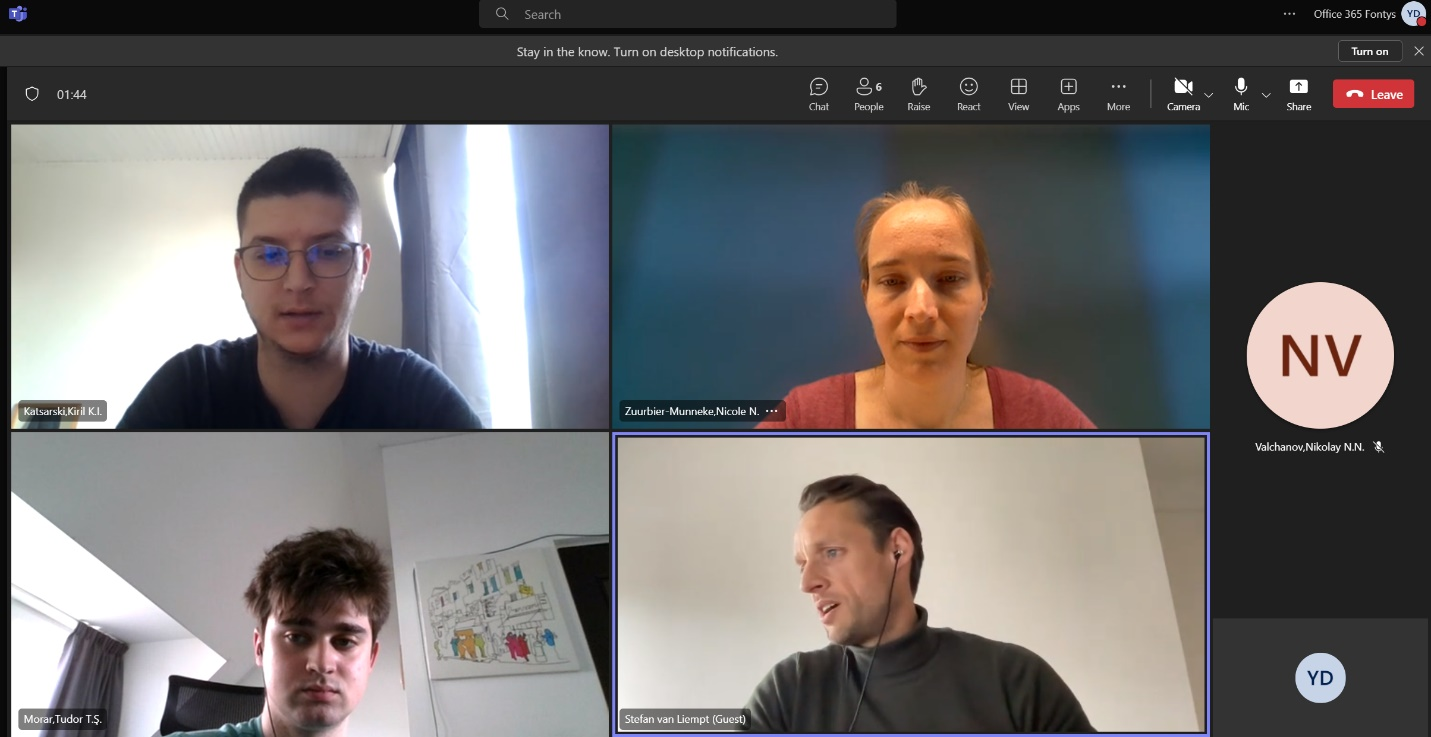 Search
Office 365 Fontys
YD
Stay in the know. Turn on desktop notifications.
Turn on
01:44
Chat
6
People
Raise
React
View
Apps
More
Camera
Mic
Share
Leave
Katsarski,Kiril K.I.
Zuurbier-Munneke,Nicole N.
NV
Valchanov,Nikolay N.N.
Morar,Tudor T.Ş.
Stefan van Liempt (Guest)
YD